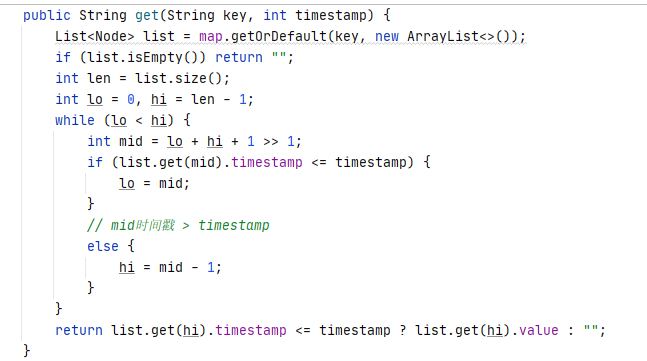 public String get(String key, int timestamp) {
List<Node> list = map.getOrDefault(key, new ArrayList<>());
if (list.isEmpty()) return "";
int len = list.size();
int lo = 0, hi = len - 1;
while (lo < hi) {
int mid = lo + hi + 1 >> 1;
if (list.get(mid).timestamp <= timestamp) {
lo = mid;
}
// mid时间戳 > timestamp
else {
hi = mid - 1;
}
}
return list.get(hi).timestamp <= timestamp ? list.get(hi).value : "";
}